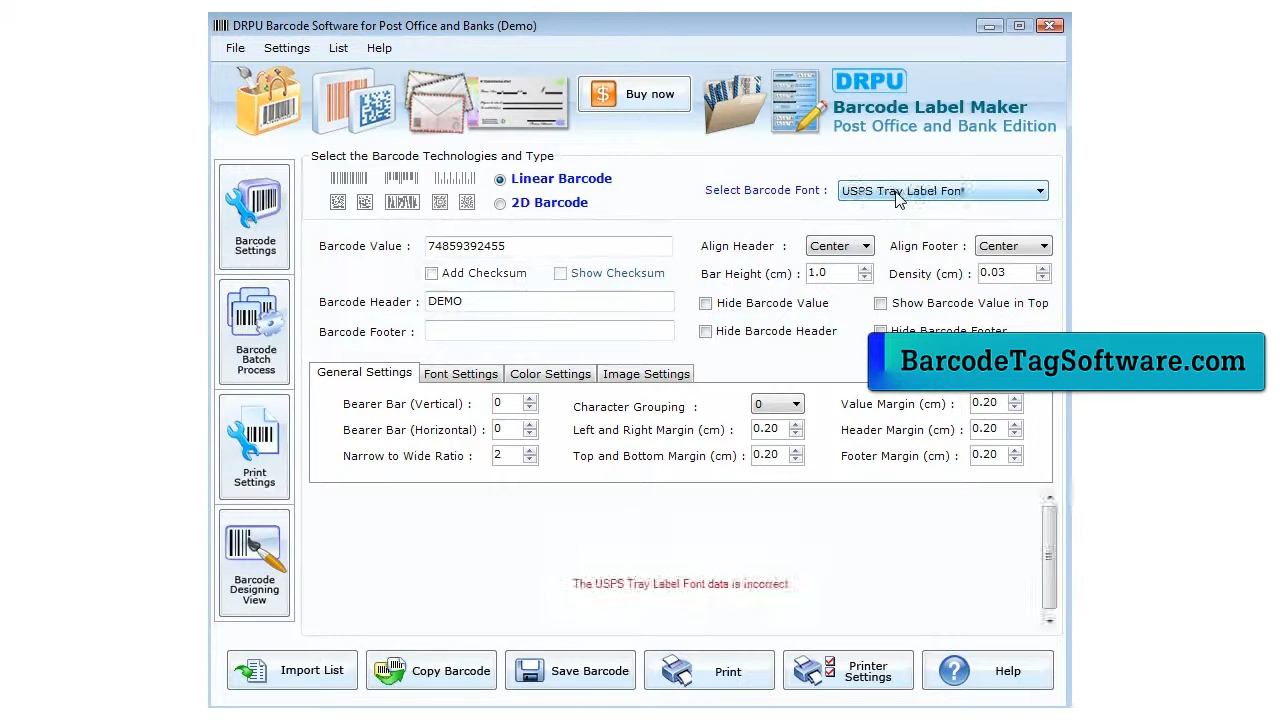 DRPU Barcode Software for Post Office and Banks (Demo)
File Settings List Help
Buy now
DRPU
Barcode Label Maker
Post Office and Bank Edition
Select the Barcode Technologies and Type
Linear Barcode
2D Barcode
Select Barcode Font :
USPS Tray Label Font
Barcode Settings
Barcode Batch Process
Print Settings
Barcode Designing View
Barcode Value : 74859392455
Add Checksum Show Checksum
Barcode Header : DEMO
Barcode Footer :
Align Header : Center Align Footer : Center
Bar Height (cm) : 1.0 Density (cm) : 0.03
Hide Barcode Value Show Barcode Value in Top
Hide Barcode Header Hide Barcode Footer
BarcodeTagSoftware.com
General Settings Font Settings Color Settings Image Settings
Bearer Bar (Vertical) : 0 Character Grouping : 0 Value Margin (cm) : 0.20
Bearer Bar (Horizontal) : 0 Left and Right Margin (cm) : 0.20 Header Margin (cm) : 0.20
Narrow to Wide Ratio : 2 Top and Bottom Margin (cm) : 0.20 Footer Margin (cm) : 0.20
The USPS Tray Label Font data is incorrect
Import List Copy Barcode Save Barcode Print Printer Settings Help